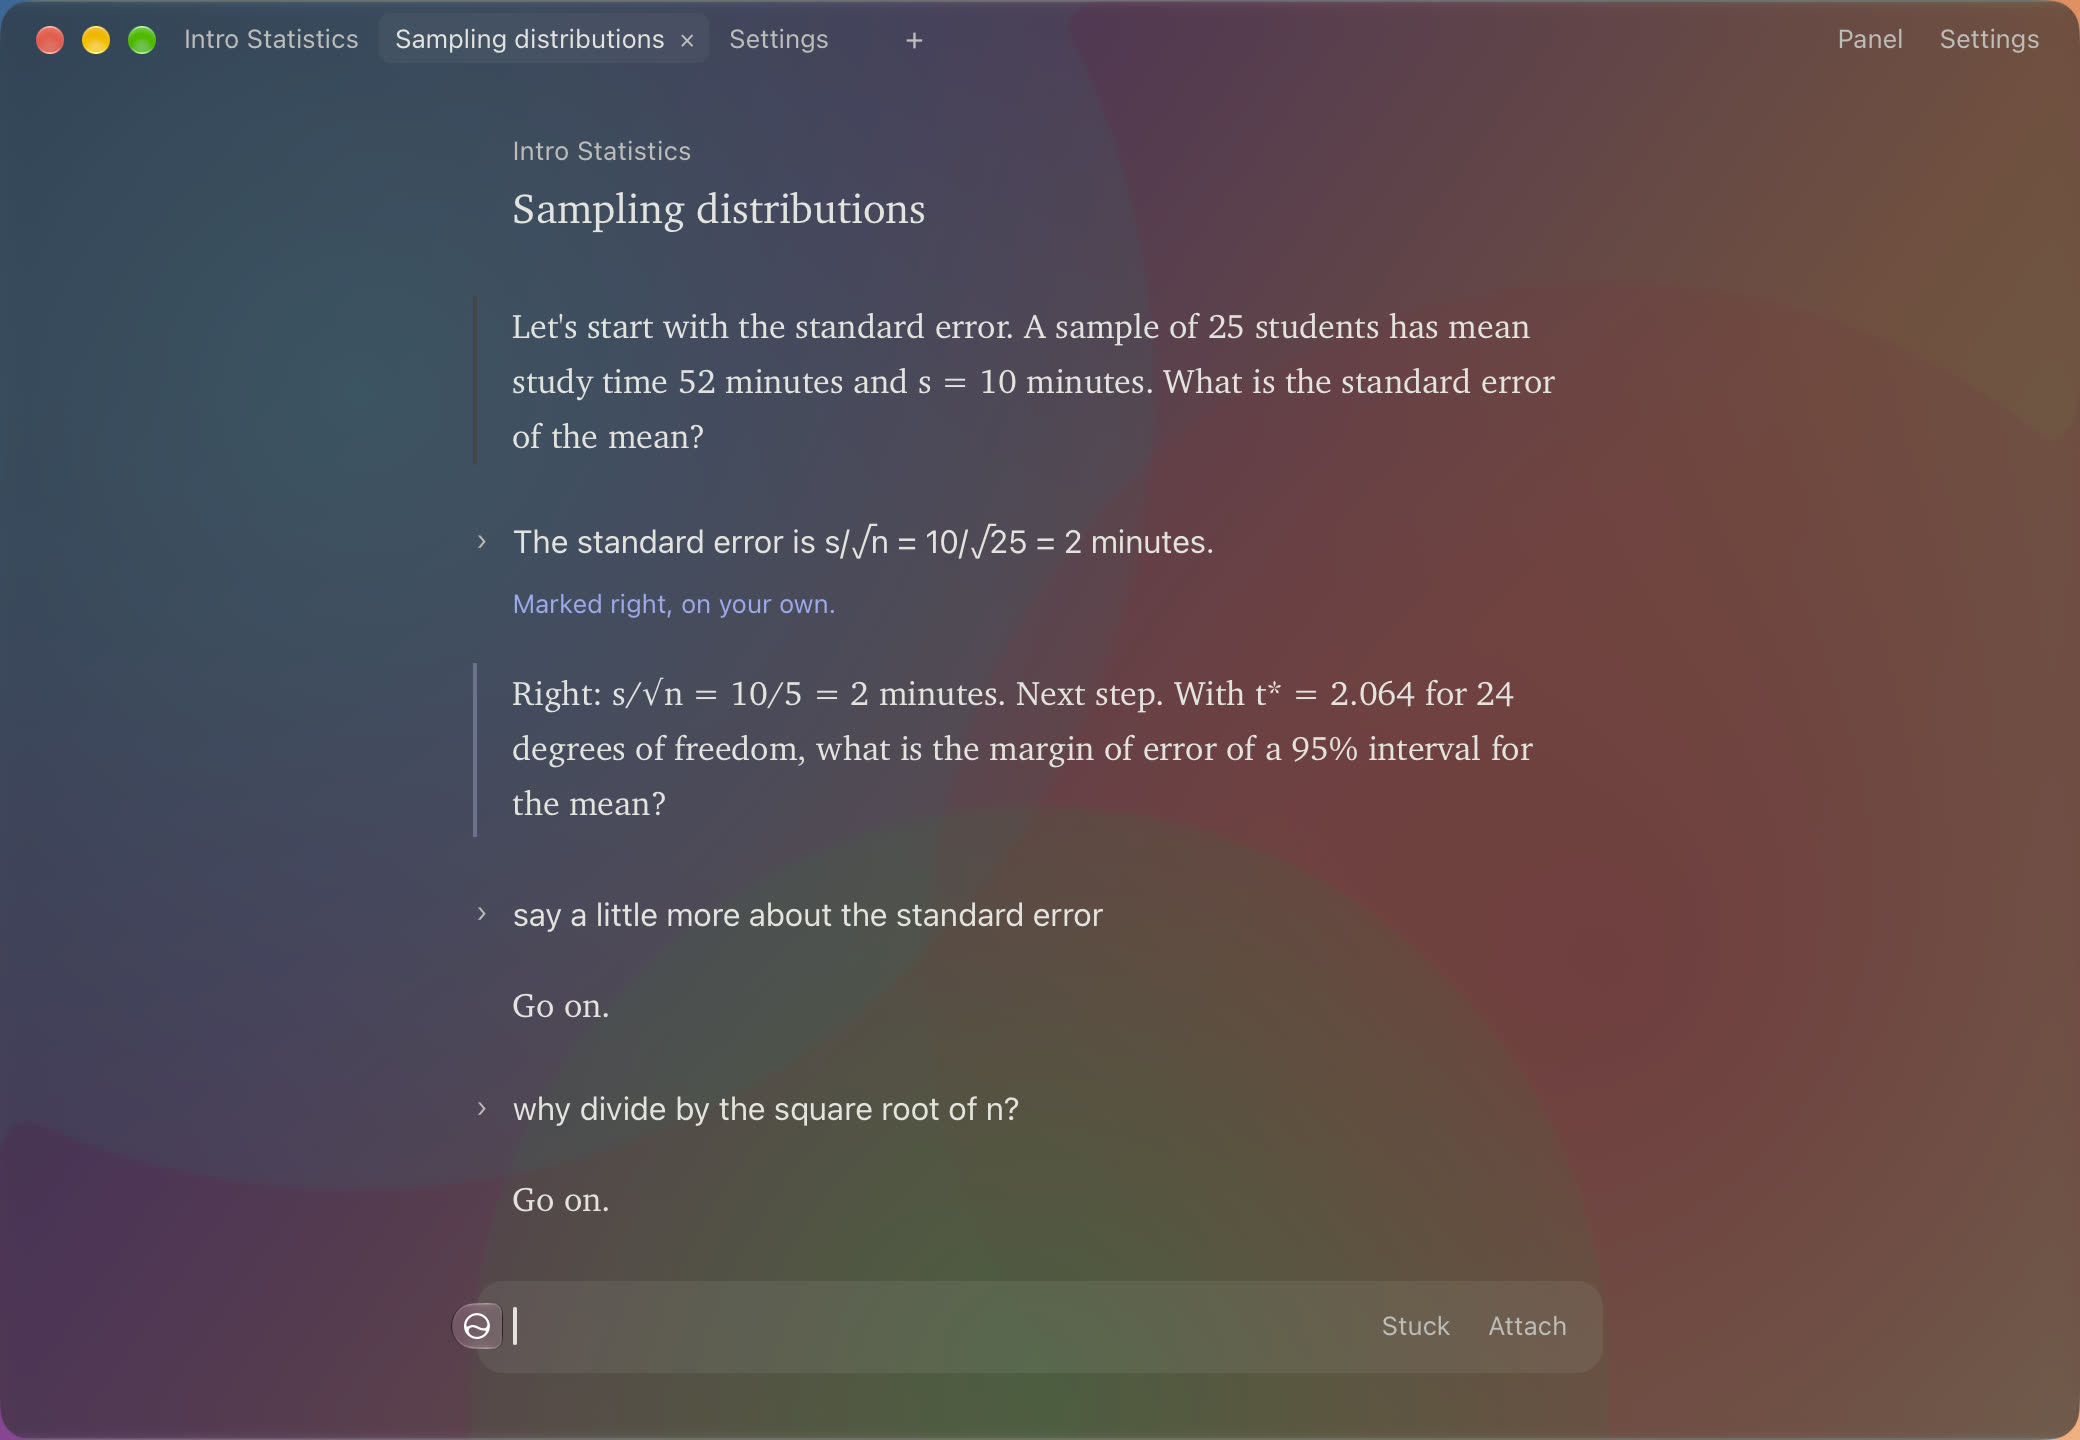 Intro Statistics
Sampling distributions ×
Settings
+
Panel
Settings
Intro Statistics
Sampling distributions
Let's start with the standard error. A sample of 25 students has mean
study time 52 minutes and s = 10 minutes. What is the standard error
of the mean?
› The standard error is s/√n = 10/√25 = 2 minutes.
Marked right, on your own.
Right: s/√n = 10/5 = 2 minutes. Next step. With t* = 2.064 for 24
degrees of freedom, what is the margin of error of a 95% interval for
the mean?
› say a little more about the standard error
Go on.
› why divide by the square root of n?
Go on.
Stuck
Attach